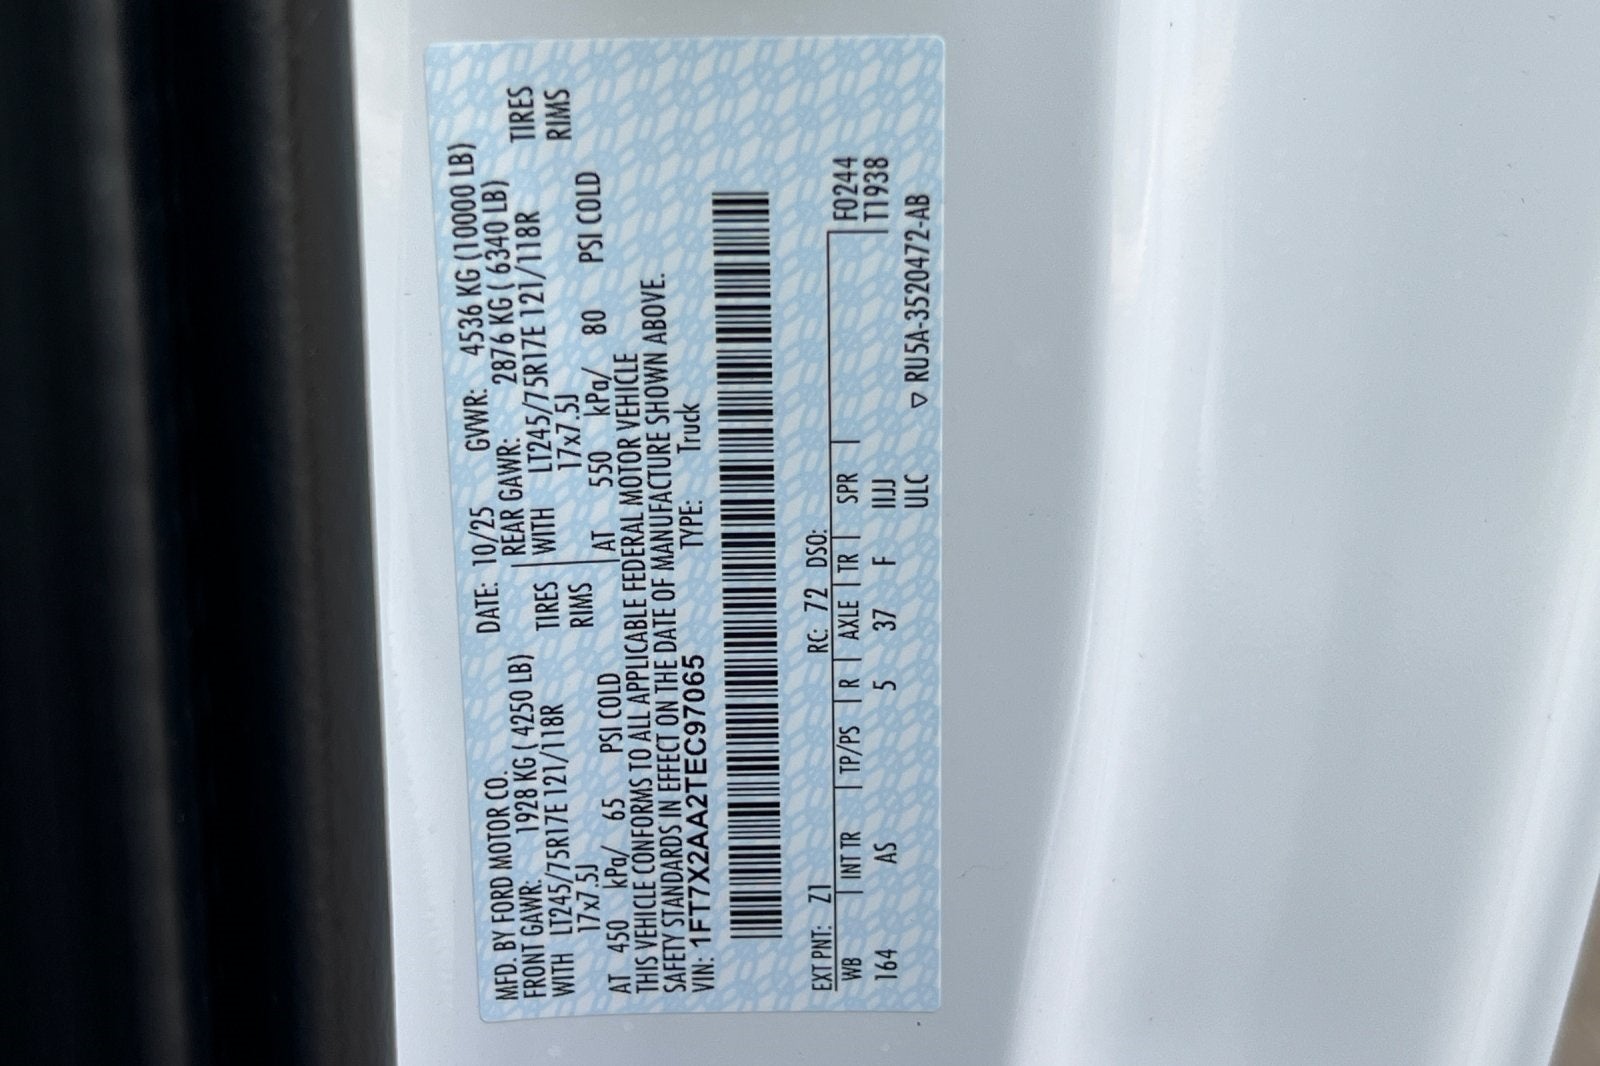 MFD. BY FORD MOTOR CO. DATE: 10/25 GVWR: 4536 KG (10000 LB)
FRONT GAWR: 1928 KG ( 4250 LB) REAR GAWR: 2876 KG ( 6340 LB)
WITH LT245/75R17E 121/118R TIRES WITH LT245/75R17E 121/118R TIRES
17x7.5J RIMS 17x7.5J RIMS
AT 450 kPa/ 65 PSI COLD AT 550 kPa/ 80 PSI COLD
THIS VEHICLE CONFORMS TO ALL APPLICABLE FEDERAL MOTOR VEHICLE
SAFETY STANDARDS IN EFFECT ON THE DATE OF MANUFACTURE SHOWN ABOVE.
VIN: 1FT7X2AA2TEC97065 TYPE: Truck
EXT PNT: Z1 RC: 72 DSO:
WB INT TR TP/PS R AXLE TR SPR F0244
164 AS 5 37 F IIJJ T1938
ULC ▽ RU5A-3520472-AB